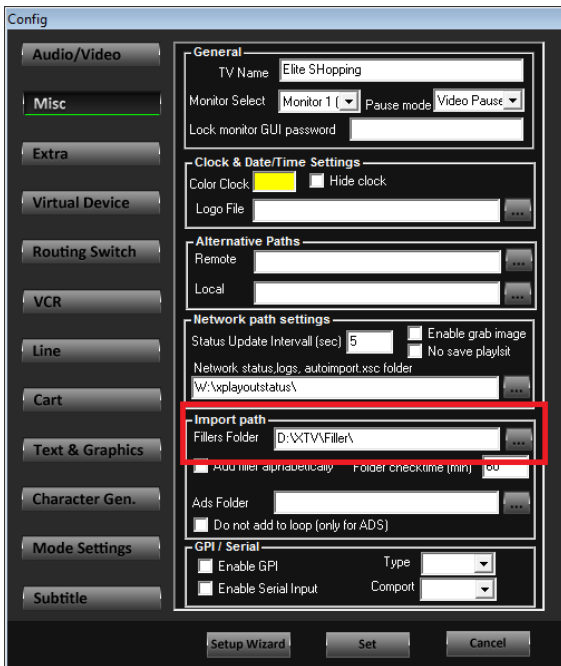 Config
Audio/Video
Misc
Extra
Virtual Device
Routing Switch
VCR
Line
Cart
Text & Graphics
Character Gen.
Mode Settings
Subtitle
General
TV Name Elite SHopping
Monitor Select Monitor 1 ( Pause mode Video Pause
Lock monitor GUI password
Clock & Date/Time Settings
Color Clock Hide clock
Logo File ...
Alternative Paths
Remote ...
Local ...
Network path settings
Status Update Intervall (sec) 5 Enable grab image
No save playlsit
Network status,logs, autoimport.xsc folder
W:\xplayoutstatus\ ...
Import path
Fillers Folder D:\XTV\Filler\ ...
Add filler alphabetically Folder checktime (min) 60
Ads Folder ...
Do not add to loop (only for ADS)
GPI / Serial
Enable GPI Type
Enable Serial Input Comport
Setup Wizard Set Cancel